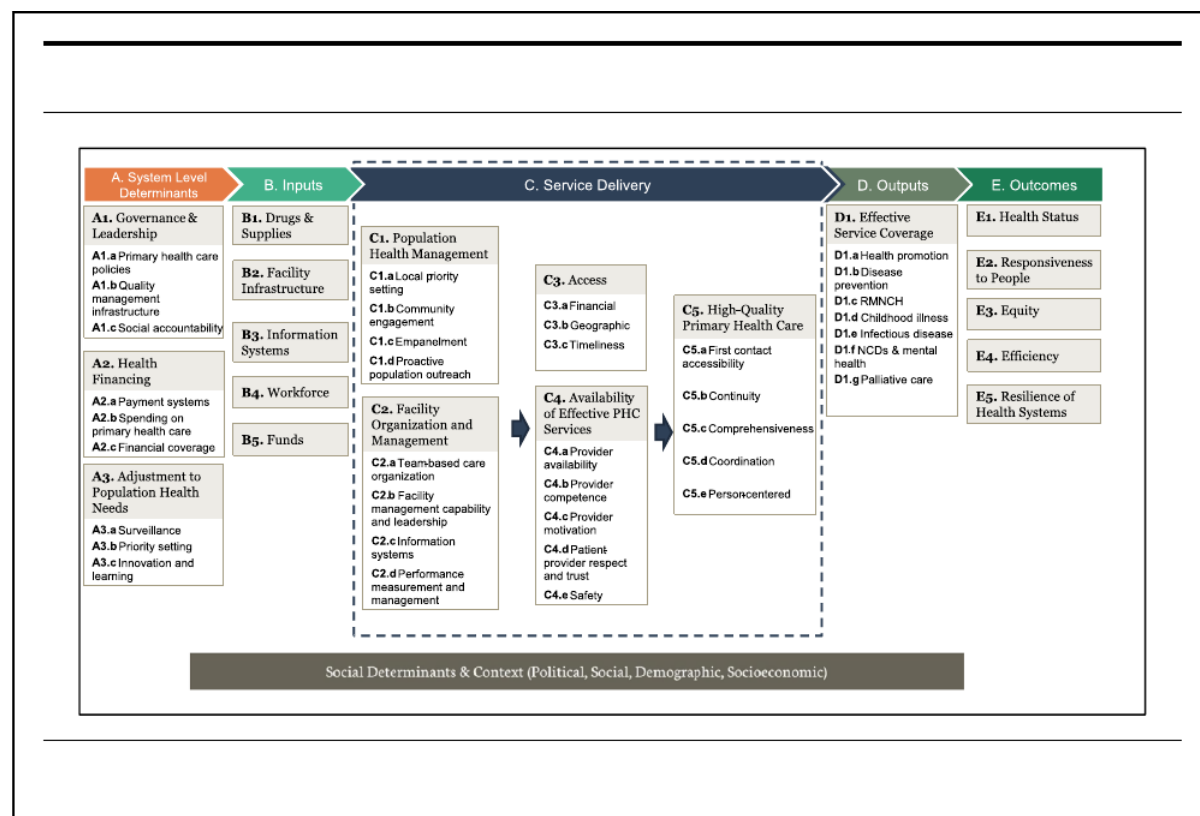 A. System Level
Determinants
B. Inputs
C. Service Delivery
D. Outputs
E. Outcomes
A1. Governance &
Leadership
A1.a Primary health care
policies
A1.b Quality
management
infrastructure
A1.c Social accountability
A2. Health
Financing
A2.a Payment systems
A2.b Spending on
primary health care
A2.c Financial coverage
A3. Adjustment to
Population Health
Needs
A3.a Surveillance
A3.b Priority setting
A3.c Innovation and
learning
B1. Drugs &
Supplies
B2. Facility
Infrastructure
B3. Information
Systems
B4. Workforce
B5. Funds
C1. Population
Health Management
C1.a Local priority
setting
C1.b Community
engagement
C1.c Empanelment
C1.d Proactive
population outreach
C2. Facility
Organization and
Management
C2.a Team-based care
organization
C2.b Facility
management capability
and leadership
C2.c Information
systems
C2.d Performance
measurement and
management
C3. Access
C3.a Financial
C3.b Geographic
C3.c Timeliness
C4. Availability
of Effective PHC
Services
C4.a Provider
availability
C4.b Provider
competence
C4.c Provider
motivation
C4.d Patient-
provider respect
and trust
C4.e Safety
C5. High-Quality
Primary Health Care
C5.a First contact
accessibility
C5.b Continuity
C5.c Comprehensiveness
C5.d Coordination
C5.e Person-centered
D1. Effective
Service Coverage
D1.a Health promotion
D1.b Disease
prevention
D1.c RMNCH
D1.d Childhood illness
D1.e Infectious disease
D1.f NCDs & mental
health
D1.g Palliative care
E1. Health Status
E2. Responsiveness
to People
E3. Equity
E4. Efficiency
E5. Resilience of
Health Systems
Social Determinants & Context (Political, Social, Demographic, Socioeconomic)